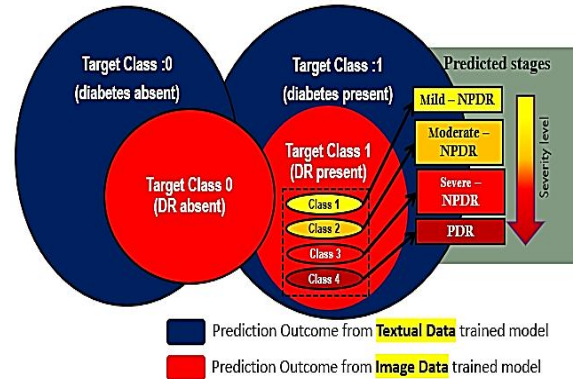 Target Class :0
(diabetes absent)
Target Class :1
(diabetes present)
Predicted stages
Mild – NPDR
Moderate –
NPDR
Severe –
NPDR
PDR
Severity level
Target Class 0
(DR absent)
Target Class 1
(DR present)
Class 1
Class 2
Class 3
Class 4
Prediction Outcome from Textual Data trained model
Prediction Outcome from Image Data trained model